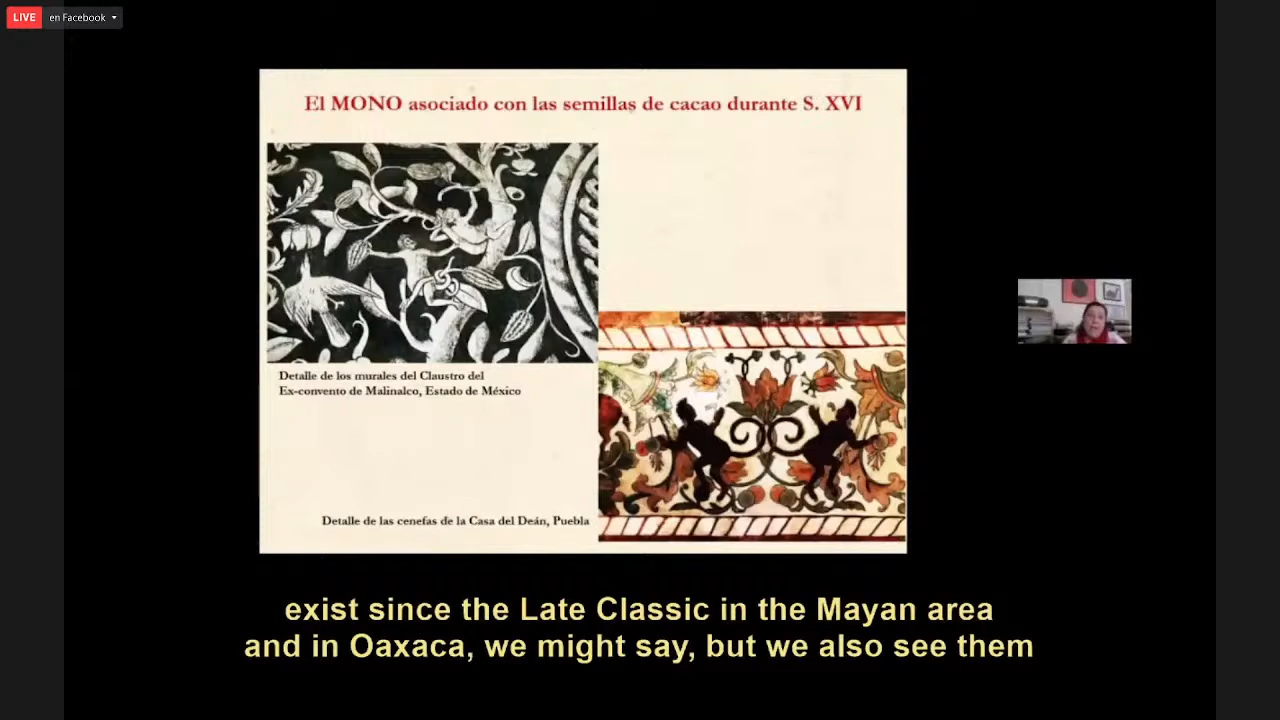 LIVE en Facebook
El MONO asociado con las semillas de cacao durante S. XVI
Detalle de los murales del Claustro del
Ex-convento de Malinalco, Estado de México
Detalle de las cenefas de la Casa del Deán, Puebla
exist since the Late Classic in the Mayan area
and in Oaxaca, we might say, but we also see them